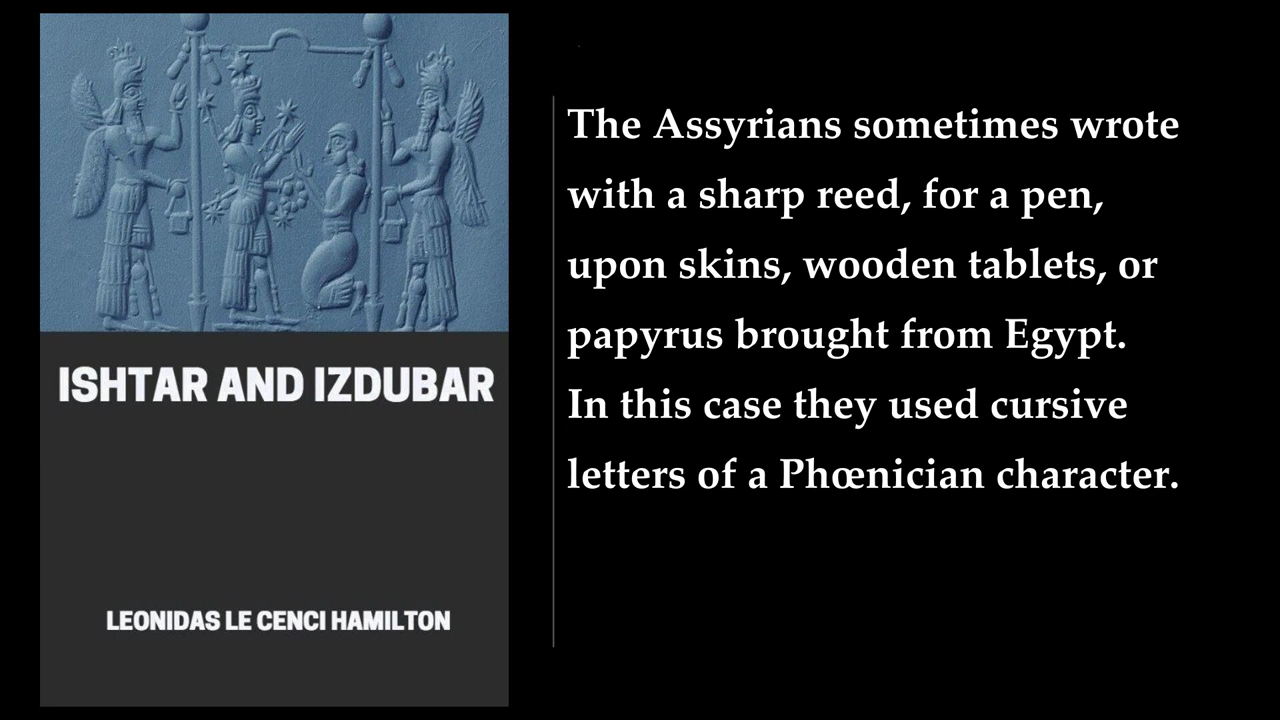 ISHTAR AND IZDUBAR
LEONIDAS LE CENCI HAMILTON
The Assyrians sometimes wrote
with a sharp reed, for a pen,
upon skins, wooden tablets, or
papyrus brought from Egypt.
In this case they used cursive
letters of a Phœnician character.